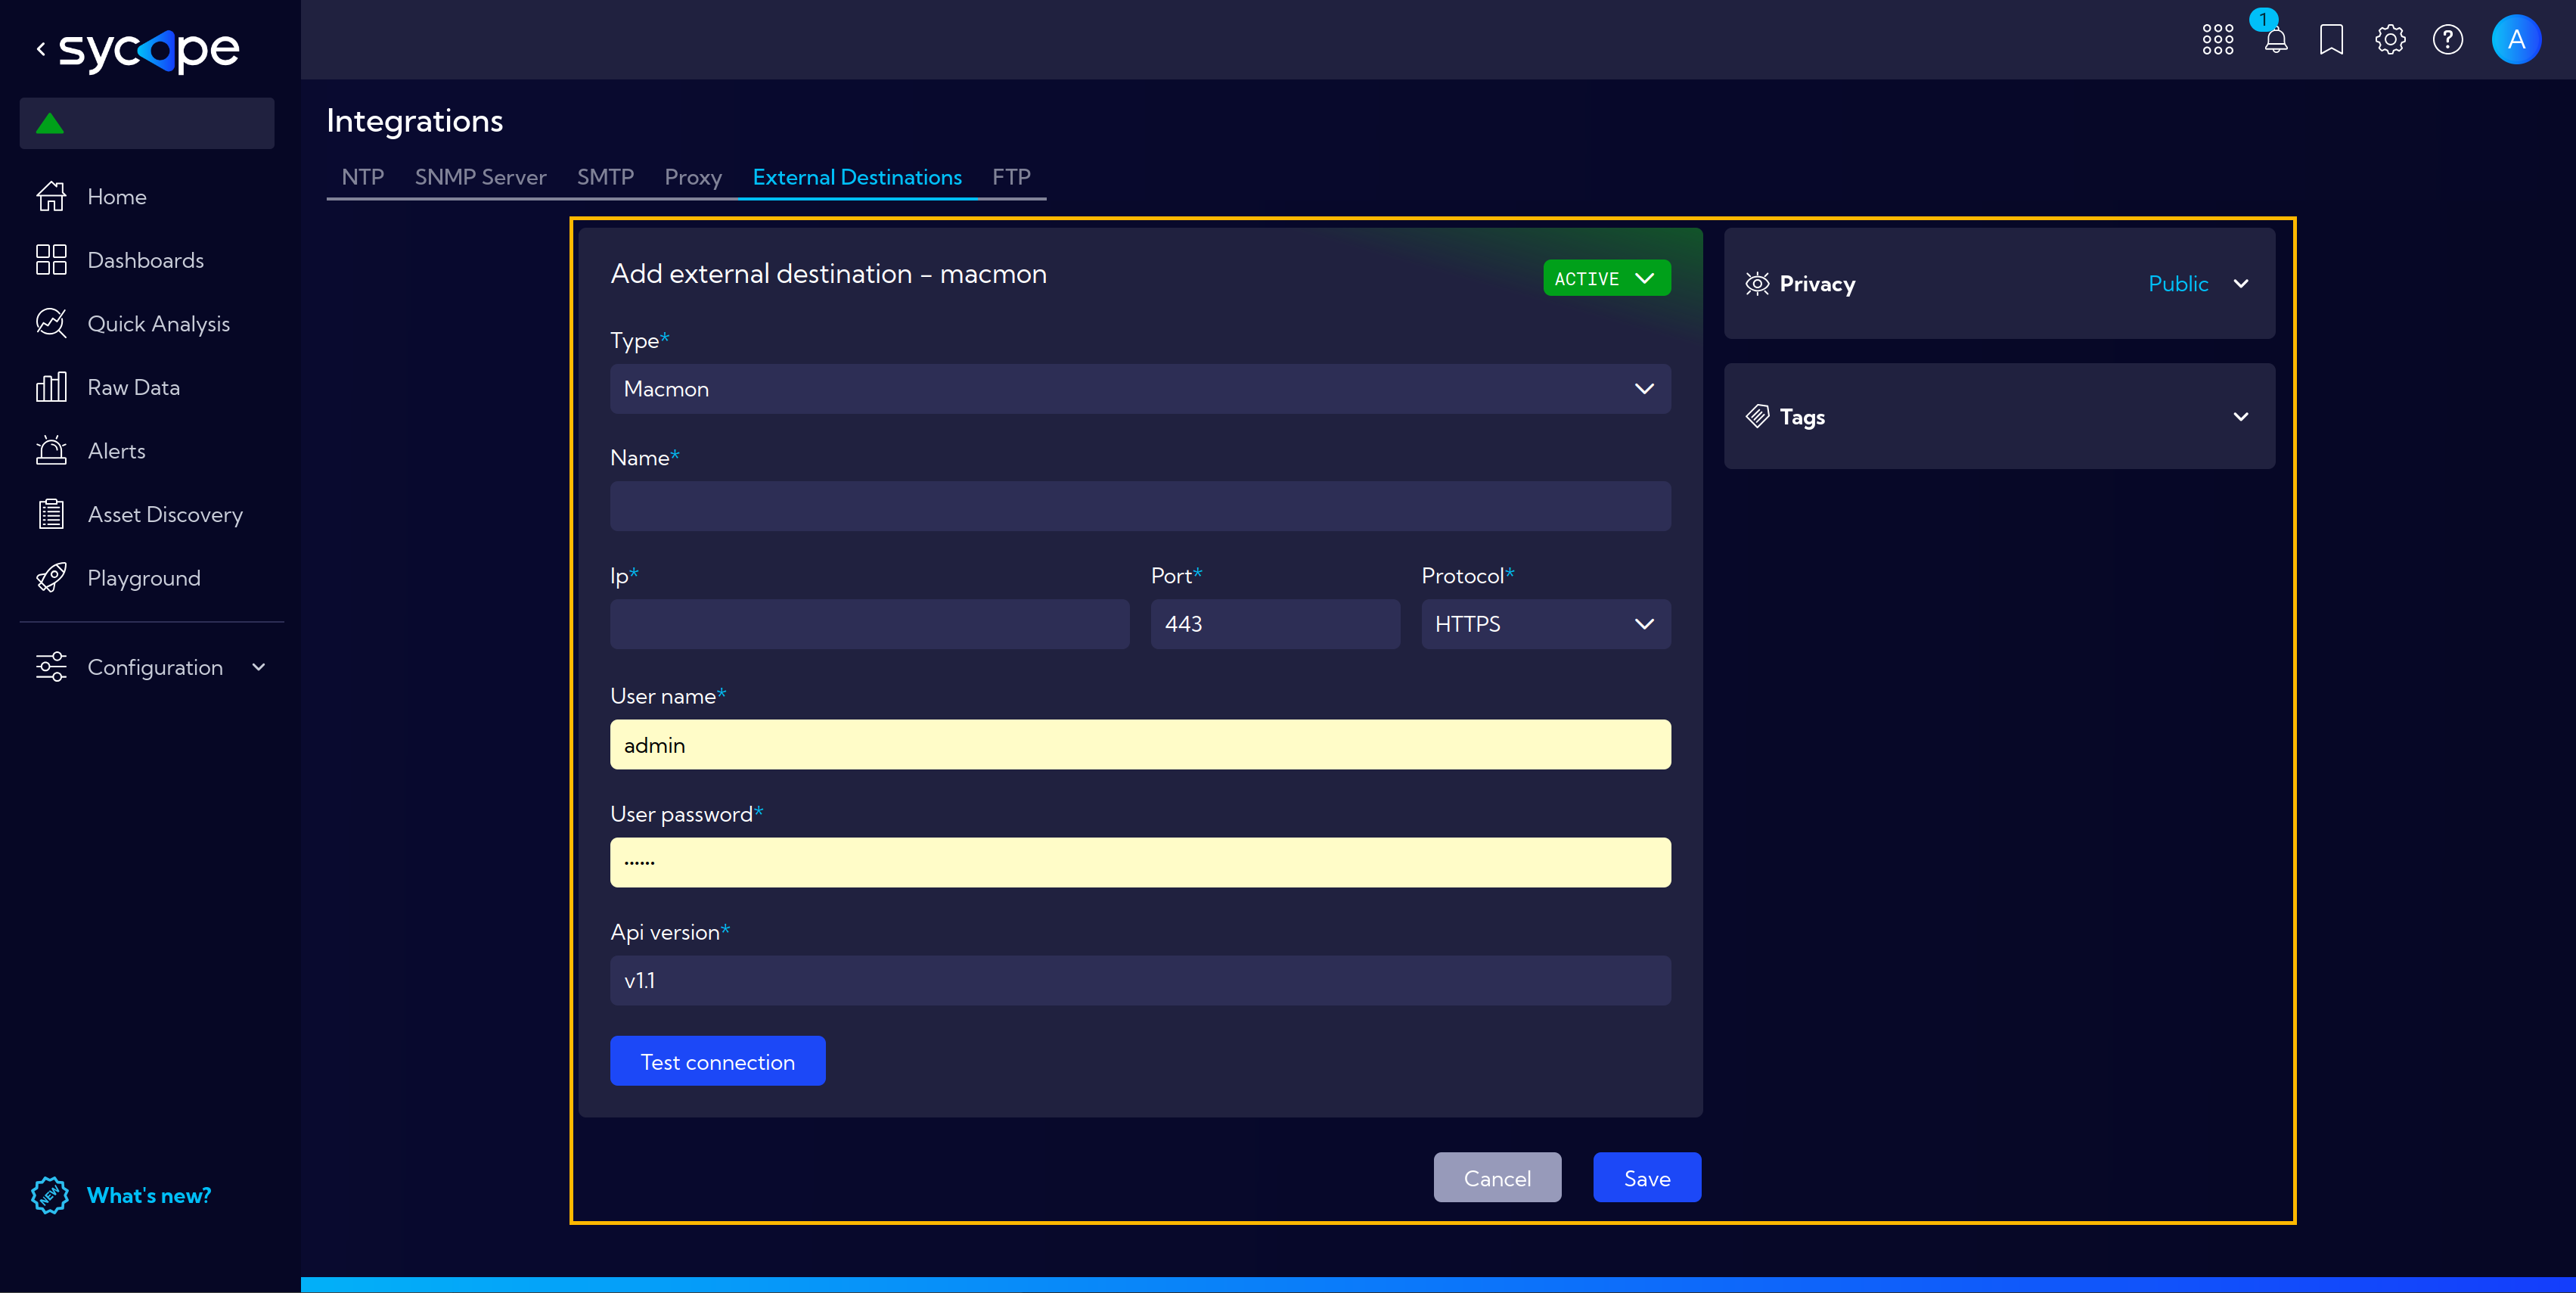 sycope
1
A
Home
Dashboards
Quick Analysis
Raw Data
Alerts
Asset Discovery
Playground
Configuration
NEW
What's new?
Integrations
NTP SNMP Server SMTP Proxy External Destinations FTP
Add external destination - macmon
ACTIVE
Type*
Macmon
Name*
Ip* Port* Protocol*
443 HTTPS
User name*
admin
User password*
······
Api version*
v1.1
Test connection
Cancel Save
Privacy Public
Tags